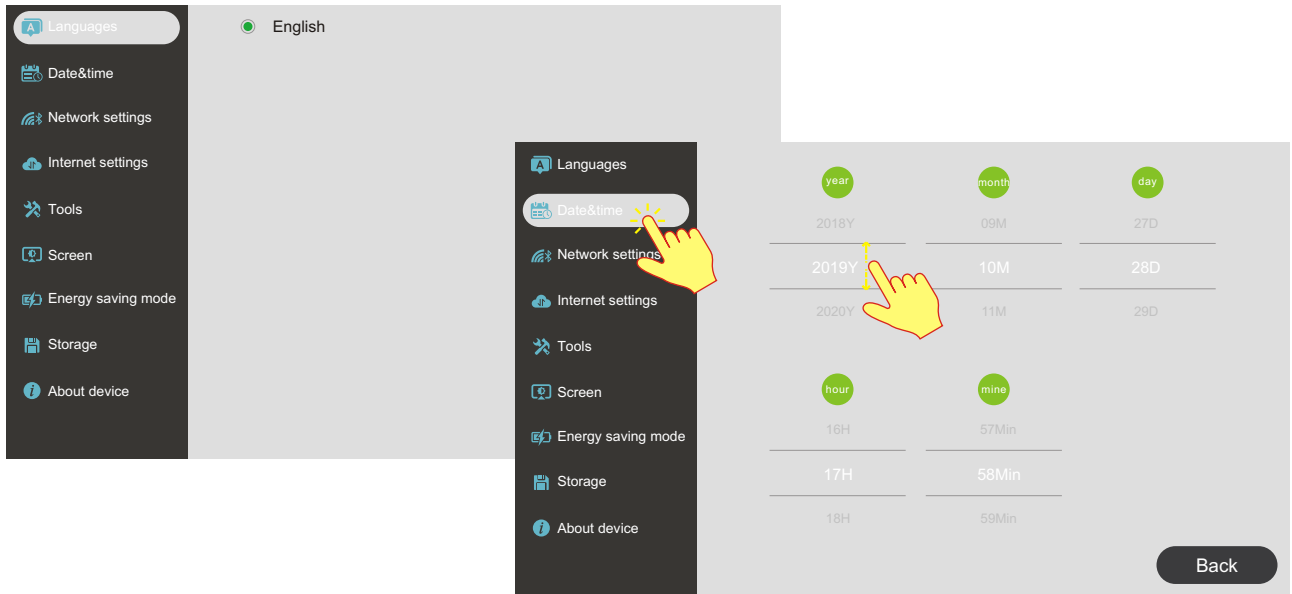 Languages
Date&time
Network settings
Internet settings
Tools
Screen
Energy saving mode
Storage
About device
English
Languages
Date&time
Network settings
Internet settings
Tools
Screen
Energy saving mode
Storage
About device
year month day
2018Y 09M 27D
2019Y 10M 28D
2020Y 11M 29D
hour mine
16H 57Min
17H 58Min
18H 59Min
Back